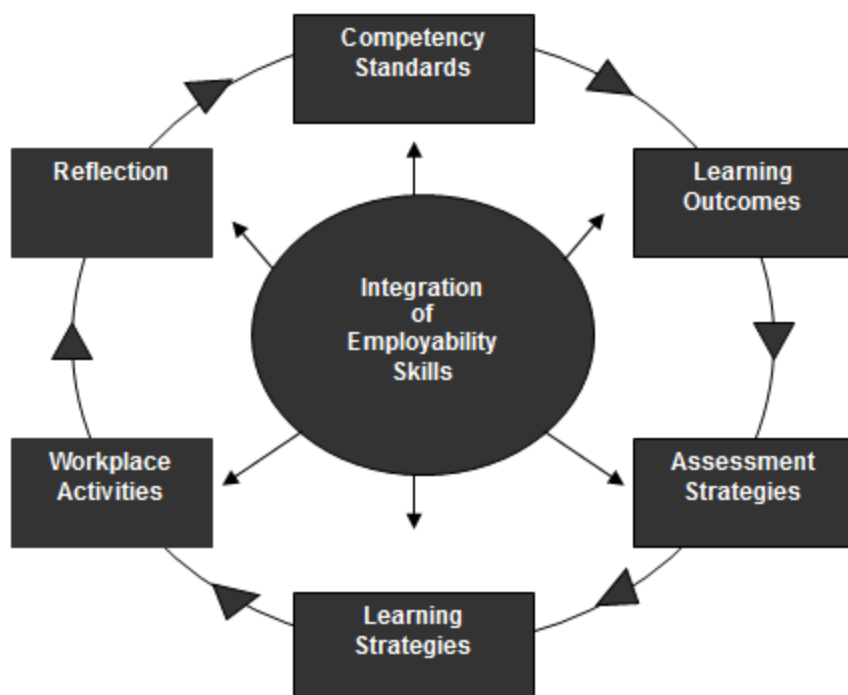 Competency
Standards
Reflection
Learning
Outcomes
Integration
of
Employability
Skills
Workplace
Activities
Assessment
Strategies
Learning
Strategies